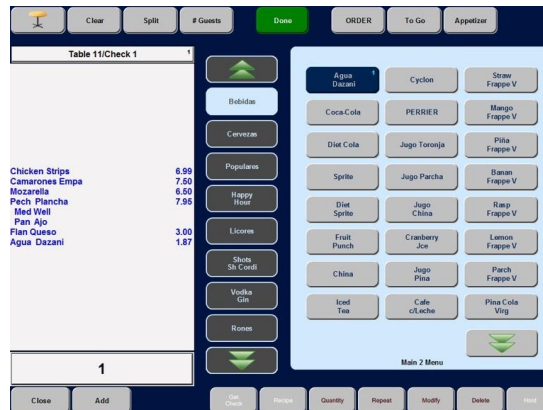 Clear
Split
# Guests
Done
ORDER
To Go
Appetizer
Table 11/Check 1
1
Chicken Strips 6.99
Camarones Empa 7.50
Mozarella 6.50
Pech Plancha 7.95
Med Well
Pan Ajo
Flan Queso 3.00
Agua Dazani 1.87
1
Close
Add
Bebidas
Cervezas
Populares
Happy
Hour
Licores
Shots
Sh Cordi
Vodka
Gin
Rones
Agua
Dazani
1
Cyclon
Straw
Frappe V
Coca-Cola
PERRIER
Mango
Frappe V
Diet Cola
Jugo Toronja
Piña
Frappe V
Sprite
Jugo Parcha
Banan
Frappe V
Diet
Sprite
Jugo
China
Rasp
Frappe V
Fruit
Punch
Cranberry
Jce
Lemon
Frappe V
China
Jugo
Pina
Parch
Frappe V
Iced
Tea
Cafe
c/Leche
Pina Cola
Virg
Main 2 Menu
Get
Check
Recipe
Quantity
Repeat
Modify
Delete
Hold